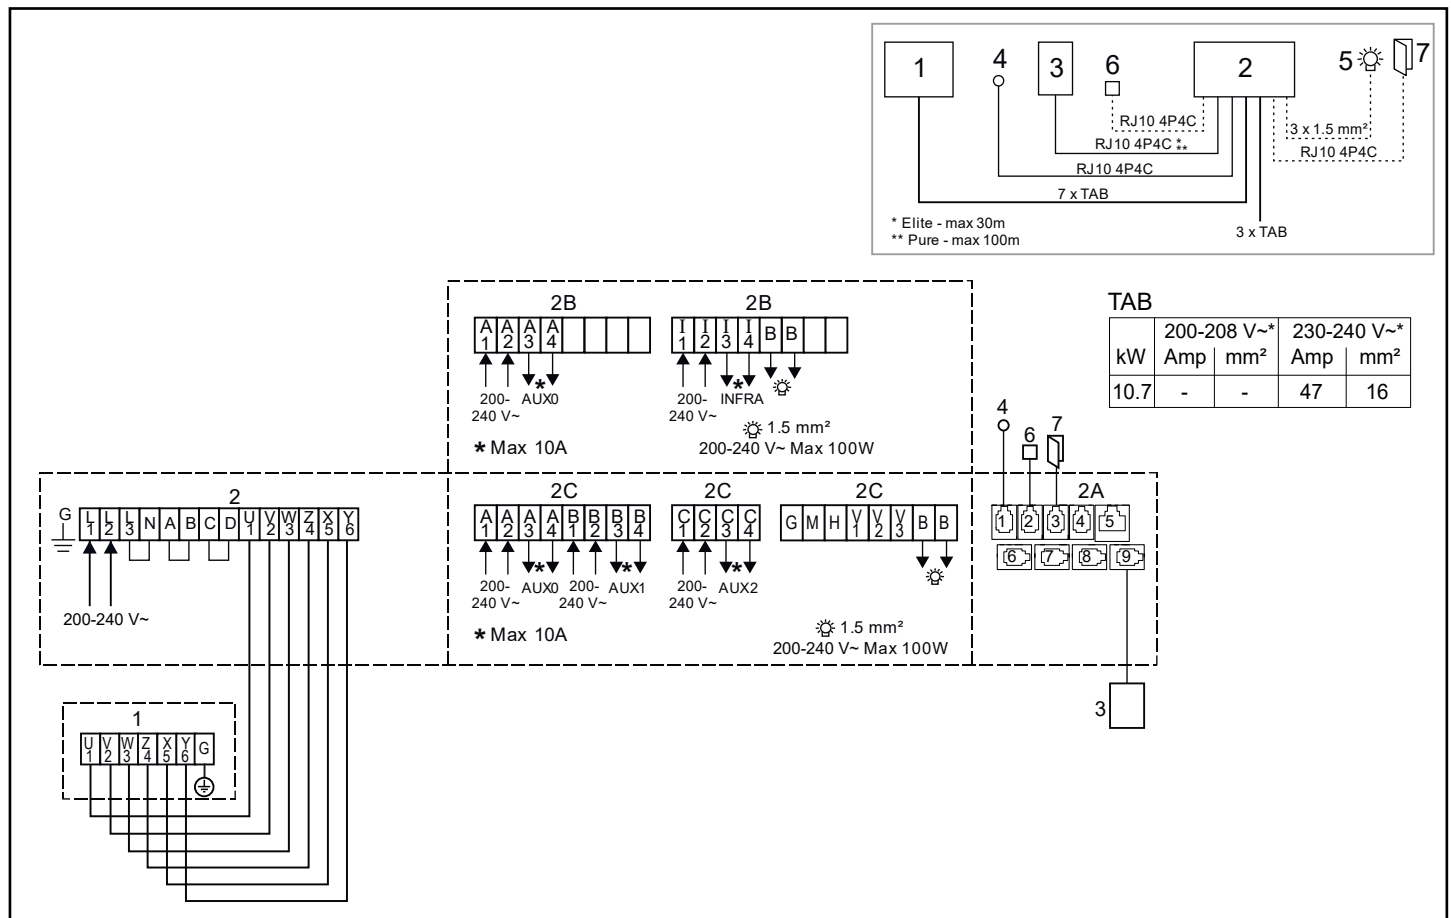 1
4
3
6
2
5
7
RJ10 4P4C
3 x 1.5 mm²
RJ10 4P4C *
**
RJ10 4P4C
RJ10 4P4C
7 x TAB
* Elite - max 30m
** Pure - max 100m
3 x TAB
2B
A1 A2 A3 A4
200-240 V~
* AUX0
* Max 10A
2B
I1 I2 I3 I4 B B
200-240 V~
* INFRA
1.5 mm²
200-240 V~ Max 100W
TAB
kW 200-208 V~* 230-240 V~*
Amp mm² Amp mm²
10.7 - - 47 16
2
G L1 L2 L3 N A B C D U1 V2 W3 Z4 X5 Y6
200-240 V~
2C
A1 A2 A3 A4 B1 B2 B3 B4
200-240 V~
* AUX0
200-240 V~
* AUX1
* Max 10A
2C
C1 C2 C3 C4
200-240 V~
* AUX2
2C
G M H V1 V2 V3 B B
1.5 mm²
200-240 V~ Max 100W
4
6
7
2A
1 2 3 4 5
6 7 8 9
3
1
U1 V2 W3 Z4 X5 Y6 G